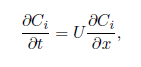 ∂C_i/∂t = U ∂C_i/∂x,